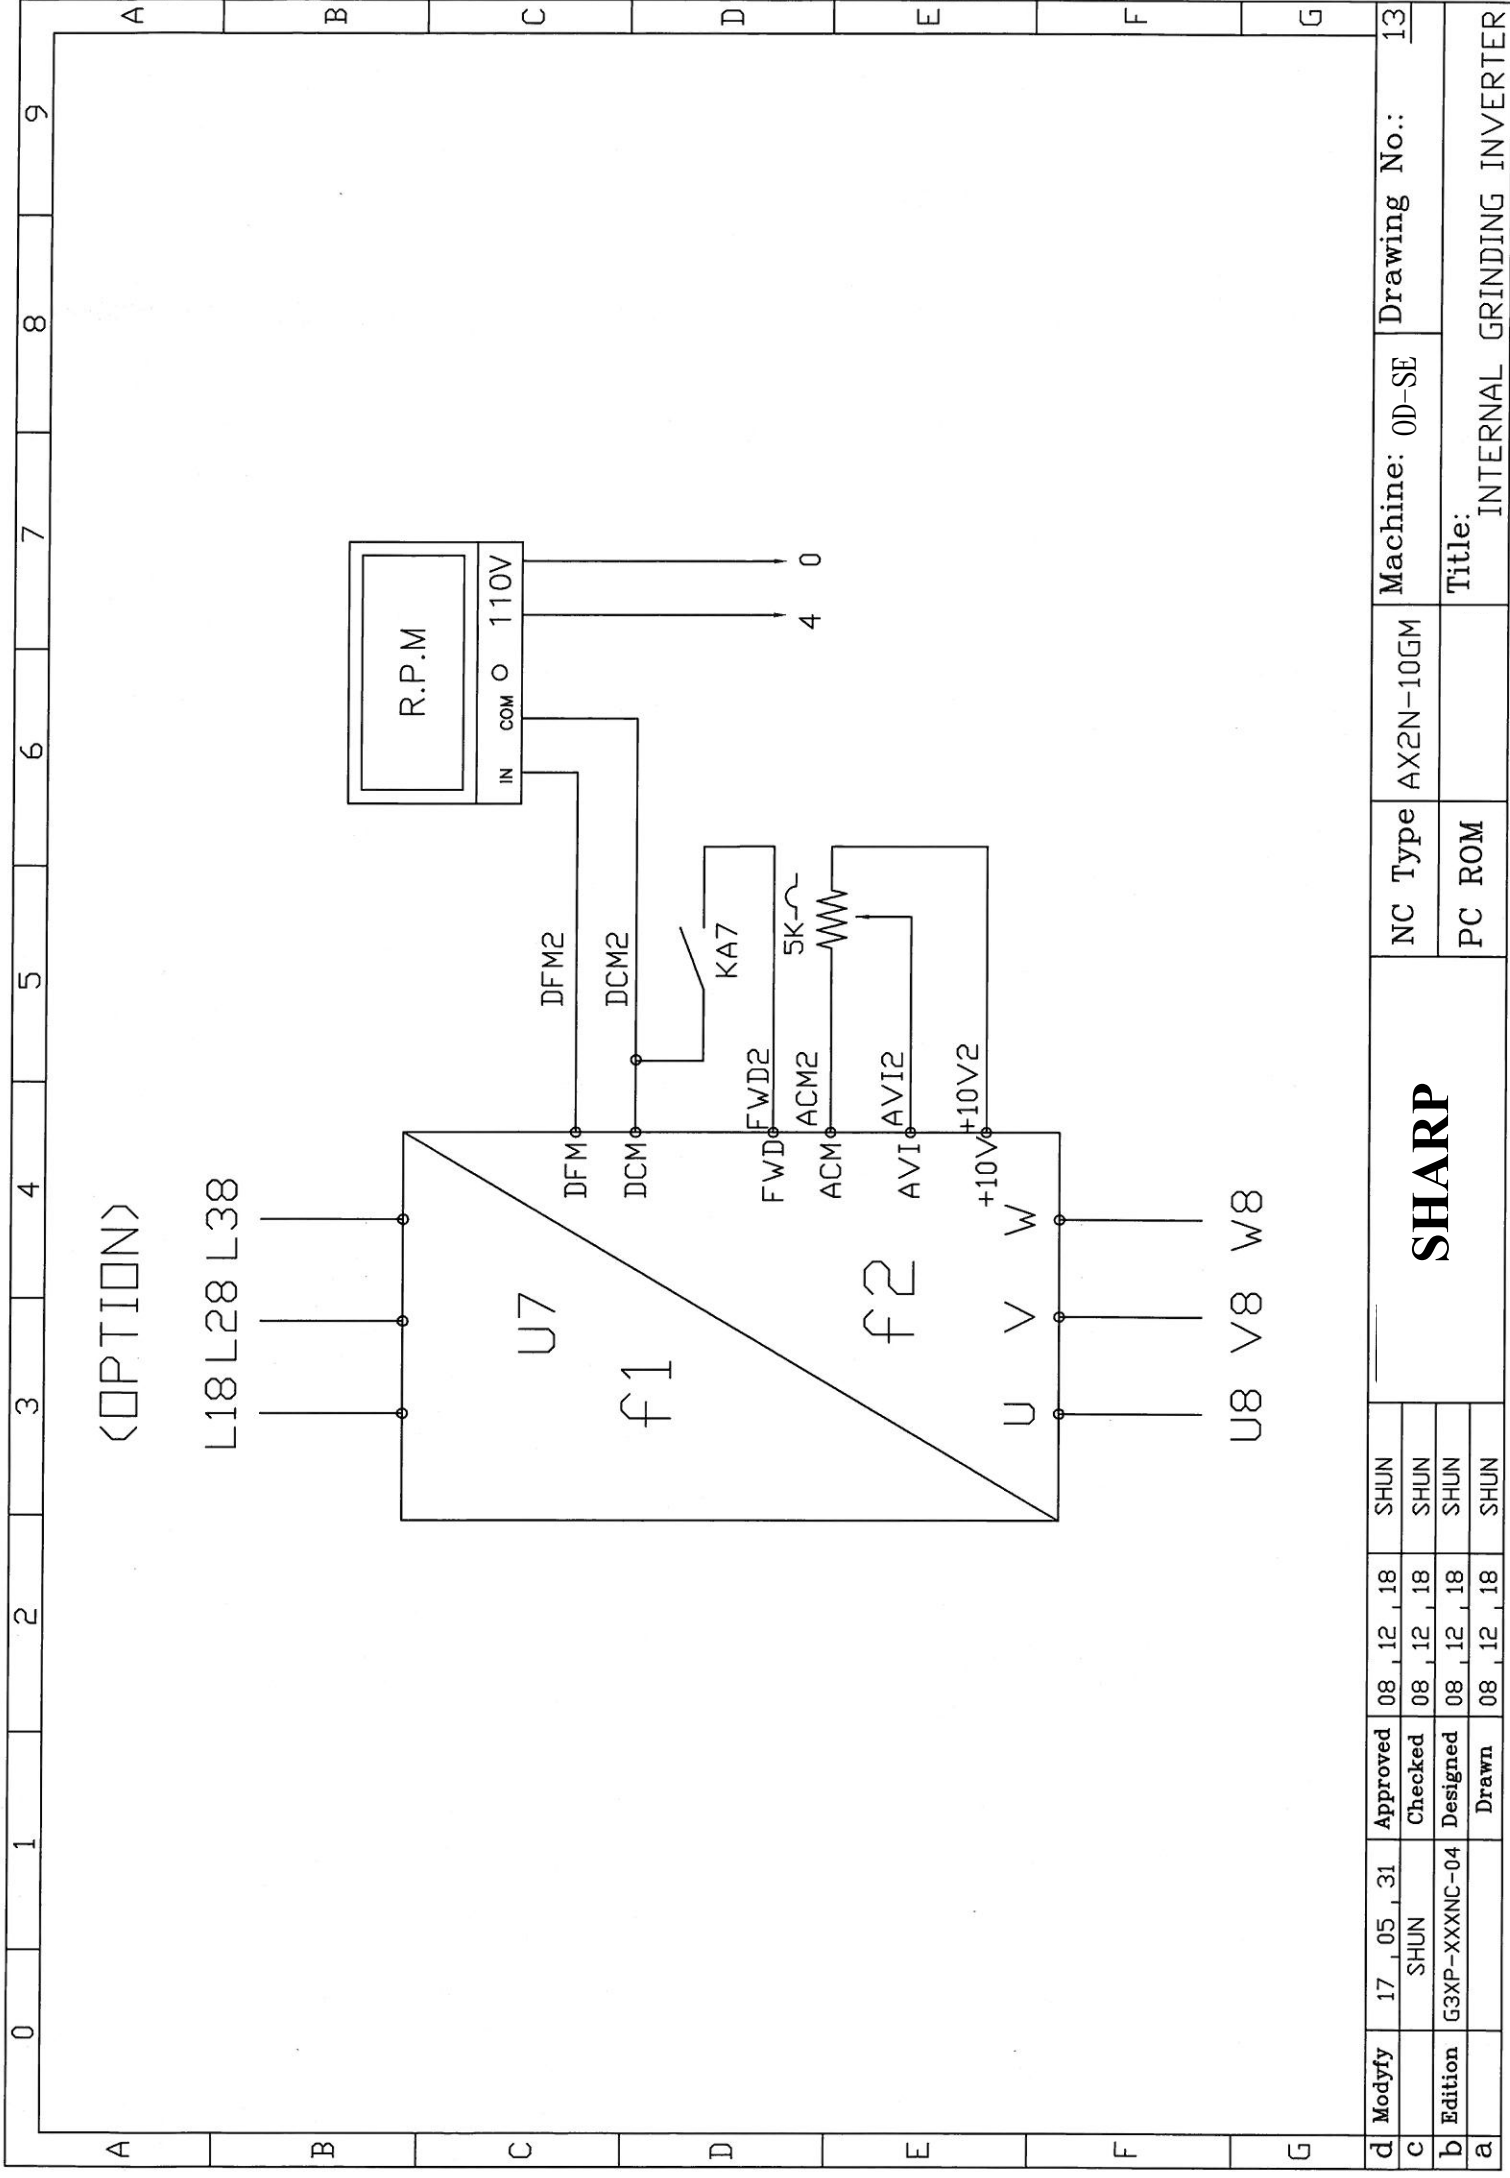 0 1 2 3 4 5 6 7 8 9
A A
B B
C C
D D
E E
F F
G G
(OPTION)
L18 L28 L38
U7
f1
f2
U V W
U8 V8 W8
DFM
DCM
FWD
ACM
AVI
+10V
DFM2
DCM2
FWD2
ACM2
AVI2
+10V2
KA7
5K
R.P.M
IN COM O 110V
4 0
d Modyfy 17 , 05 , 31 Approved 08 , 12 , 18 SHUN
c SHUN Checked 08 , 12 , 18 SHUN
b Edition G3XP-XXXNC-04 Designed 08 , 12 , 18 SHUN
a Drawn 08 , 12 , 18 SHUN
SHARP
NC Type AX2N-10GM
PC ROM
Machine: OD-SE
Drawing No.: 13
Title:
INTERNAL GRINDING INVERTER